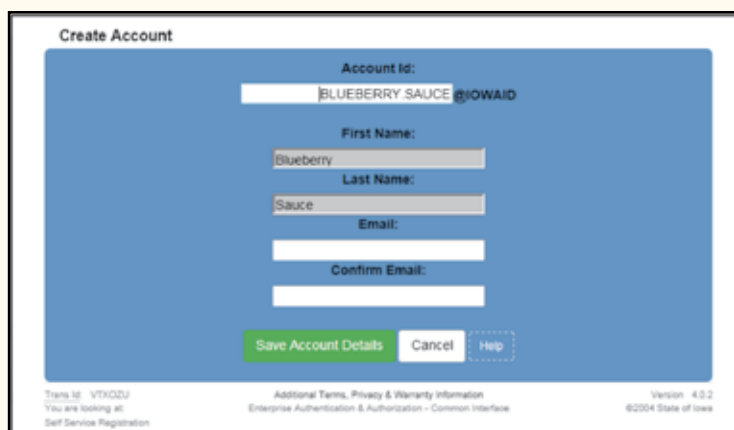 Create Account
Account Id:
BLUEBERRY.SAUCE @IOWAID
First Name:
Blueberry
Last Name:
Sauce
Email:
Confirm Email:
Save Account Details Cancel Help
Trans Id: VTXOZU Additional Terms, Privacy & Warranty Information Version 4.0.2
You are looking at: Enterprise Authentication & Authorization - Common Interface ©2004 State of Iowa
Self Service Registration